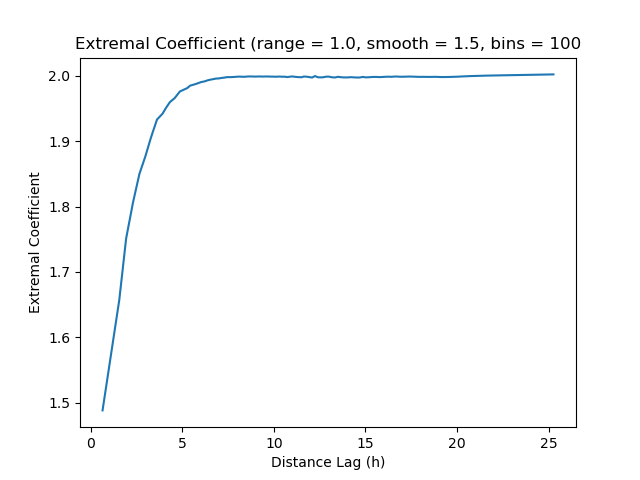 Extremal Coefficient (range = 1.0, smooth = 1.5, bins = 100
2.0
1.9
1.8
1.7
1.6
1.5
Extremal Coefficient
0 5 10 15 20 25
Distance Lag (h)